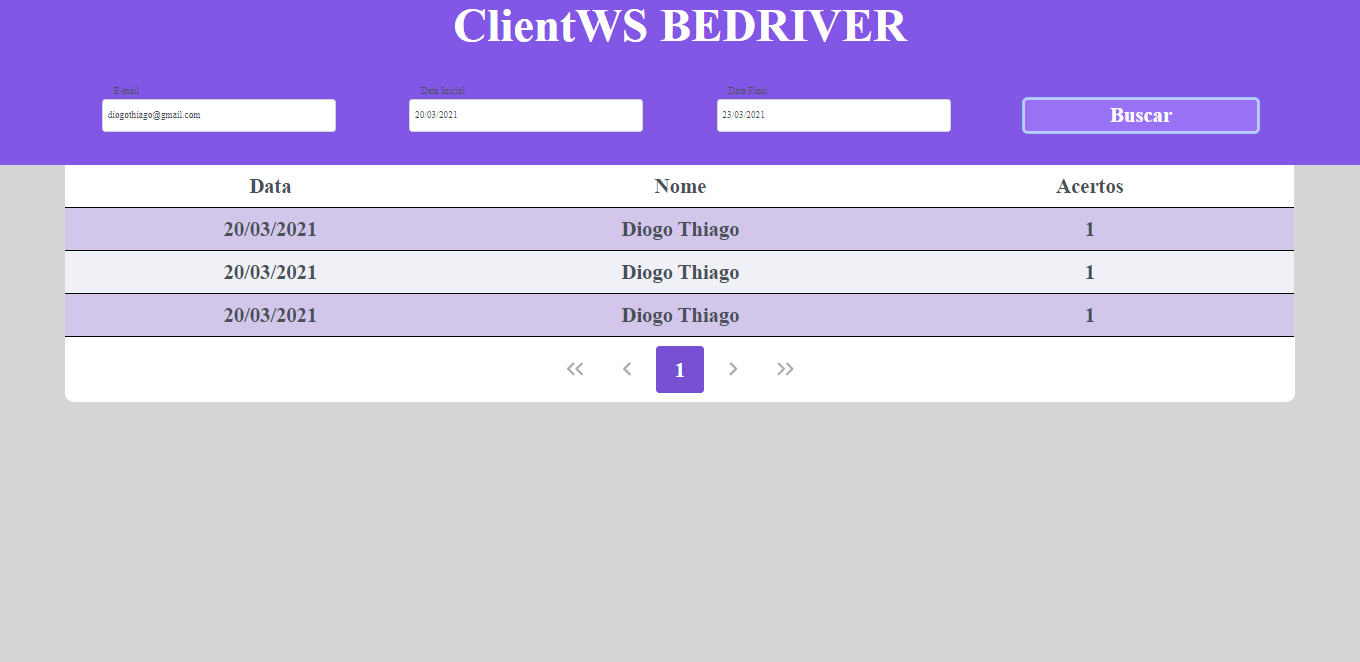 ClientWS BEDRIVER
E-mail Data Inicial Data Final
diogothiago@gmail.com 20/03/2021 23/03/2021 Buscar
Data Nome Acertos
20/03/2021 Diogo Thiago 1
20/03/2021 Diogo Thiago 1
20/03/2021 Diogo Thiago 1
1